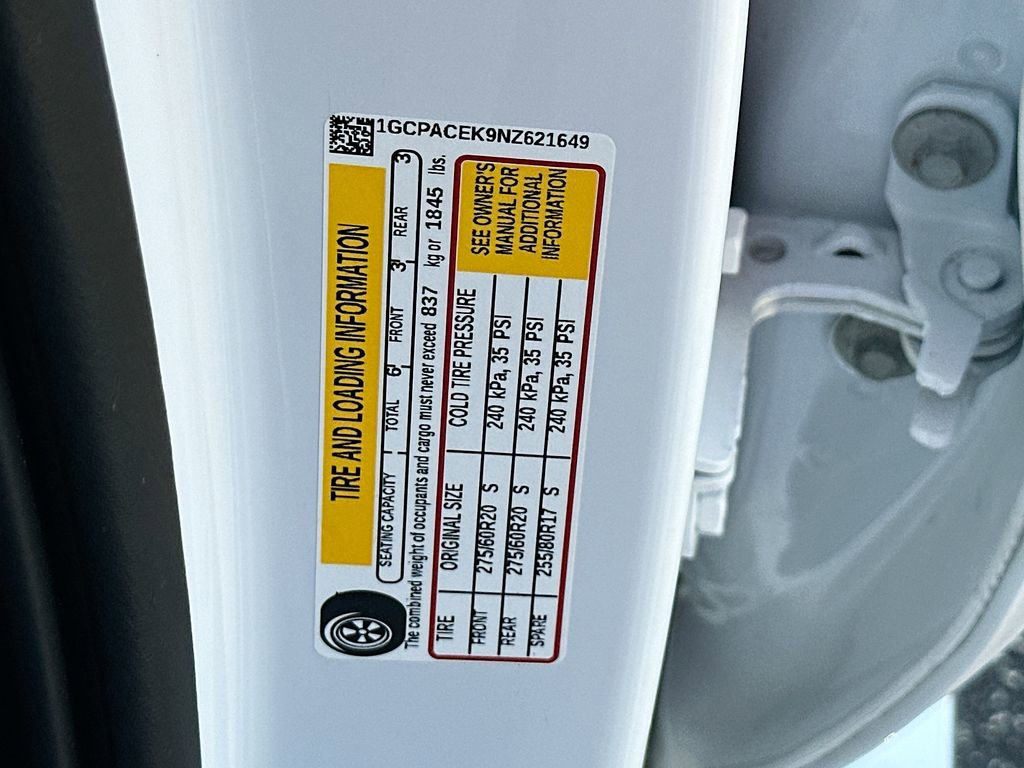 1GCPACEK9NZ621649
TIRE AND LOADING INFORMATION
SEATING CAPACITY TOTAL 6 FRONT 3 REAR 3
The combined weight of occupants and cargo must never exceed 837 kg or 1845 lbs.
TIRE ORIGINAL SIZE COLD TIRE PRESSURE
FRONT 275/60R20 S 240 kPa, 35 PSI
REAR 275/60R20 S 240 kPa, 35 PSI
SPARE 255/80R17 S 240 kPa, 35 PSI
SEE OWNER'S
MANUAL FOR
ADDITIONAL
INFORMATION